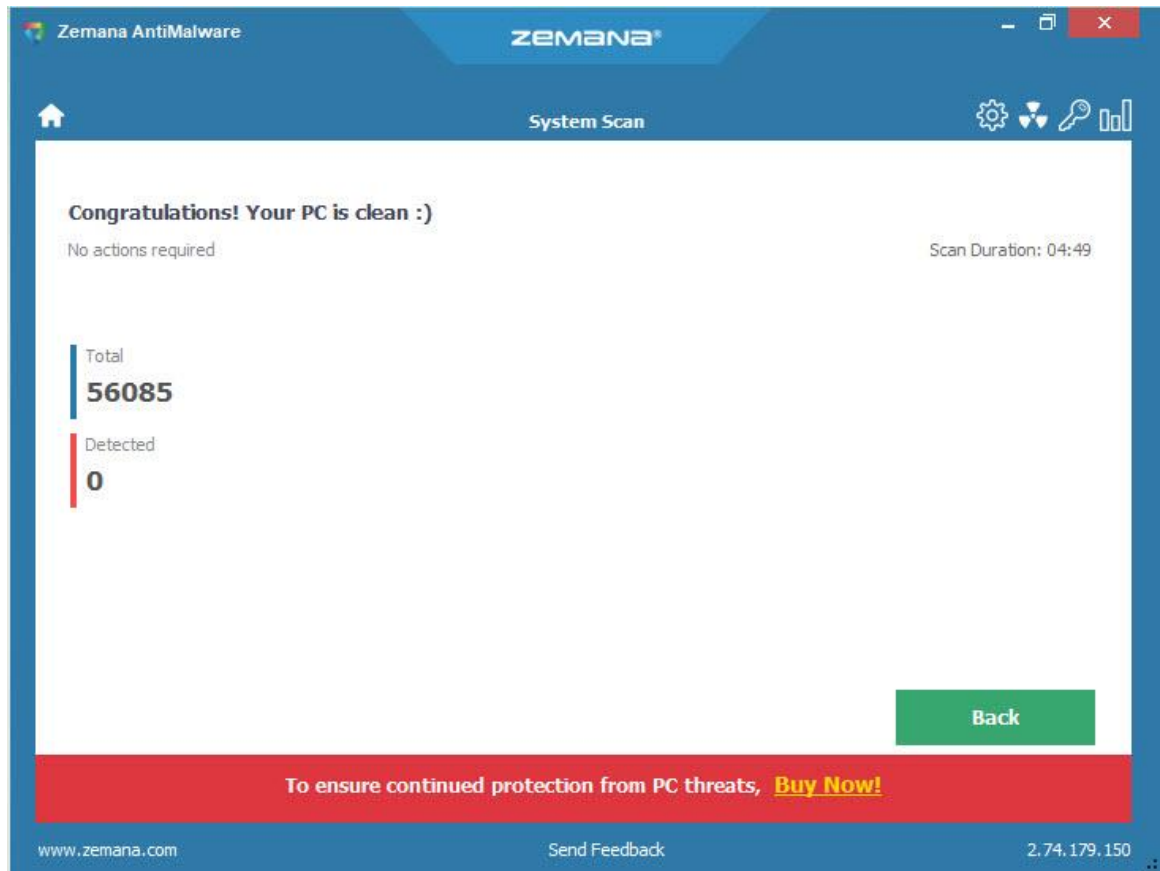 Zemana AntiMalware
zemana®
System Scan
Congratulations! Your PC is clean :)
No actions required
Scan Duration: 04:49
Total
56085
Detected
0
Back
To ensure continued protection from PC threats, Buy Now!
www.zemana.com
Send Feedback
2.74.179.150